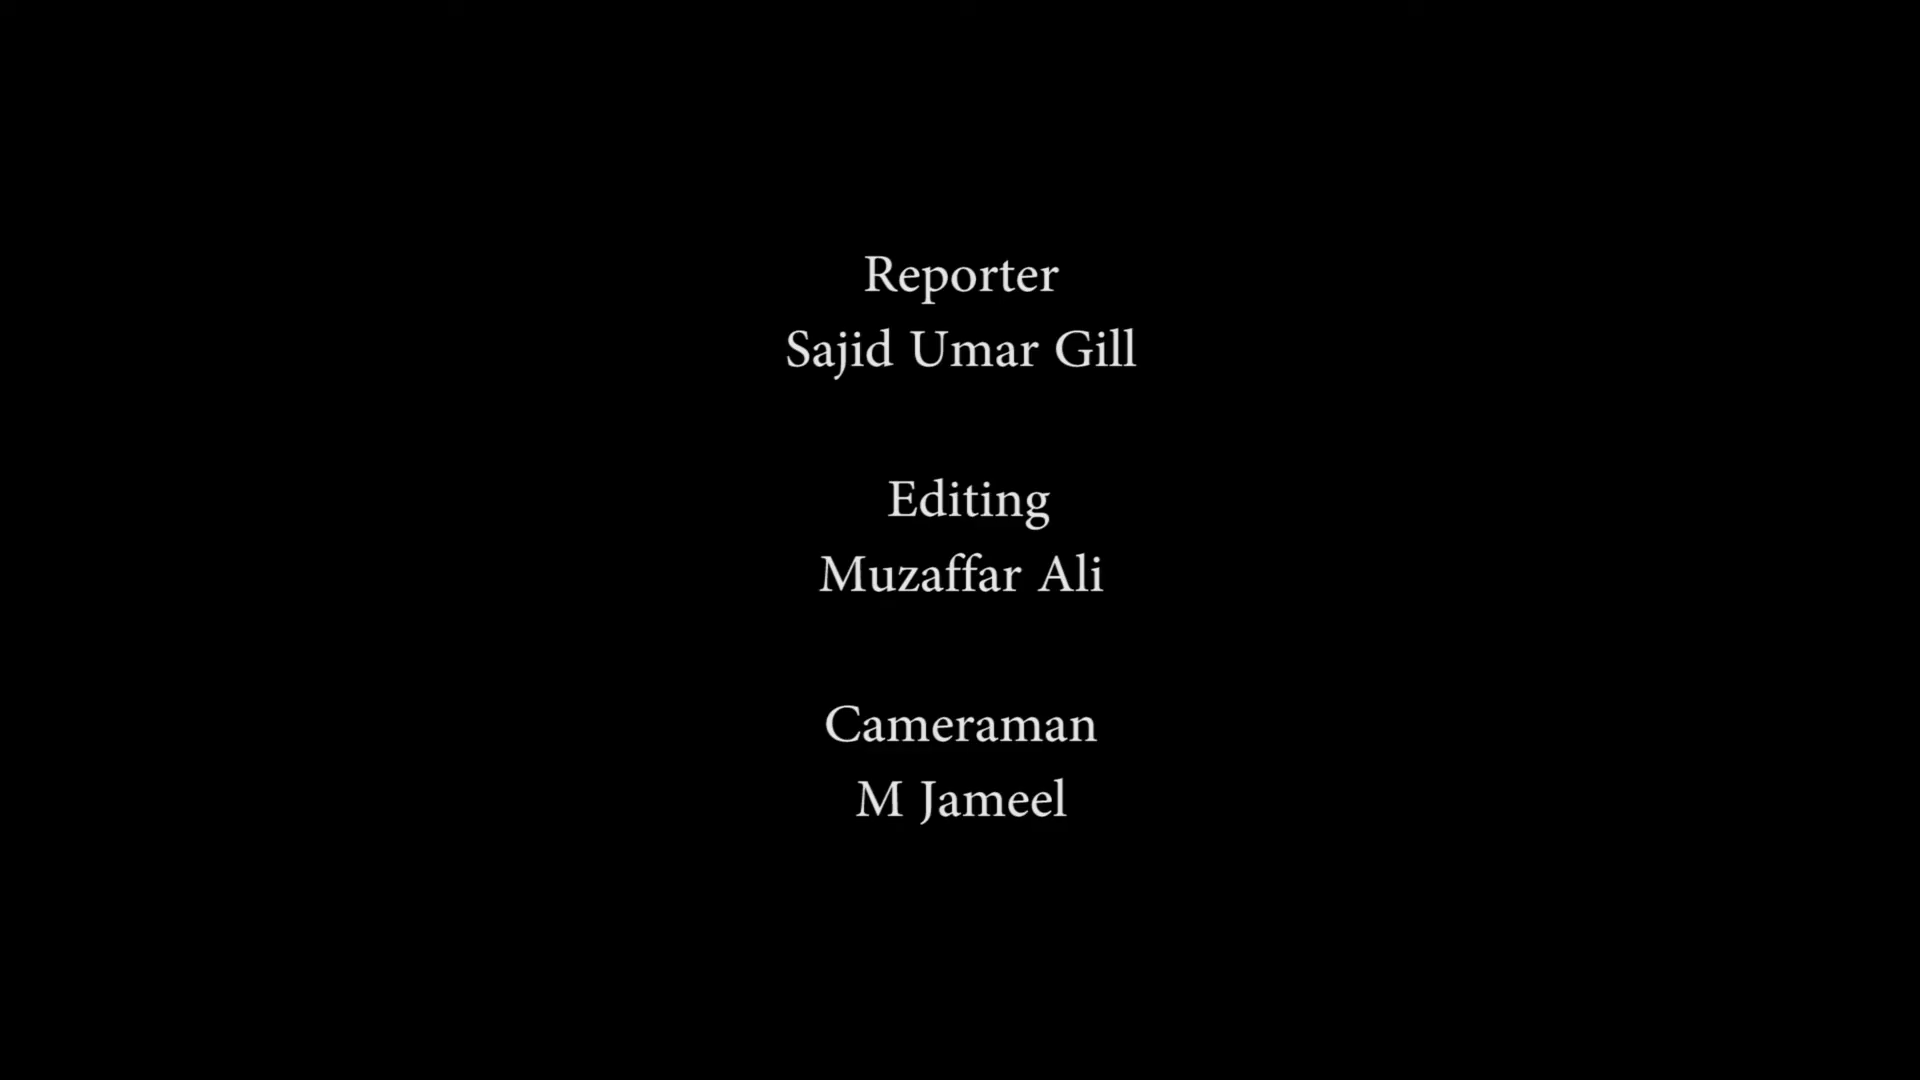 Reporter
Sajid Umar Gill
Editing
Muzaffar Ali
Cameraman
M Jameel